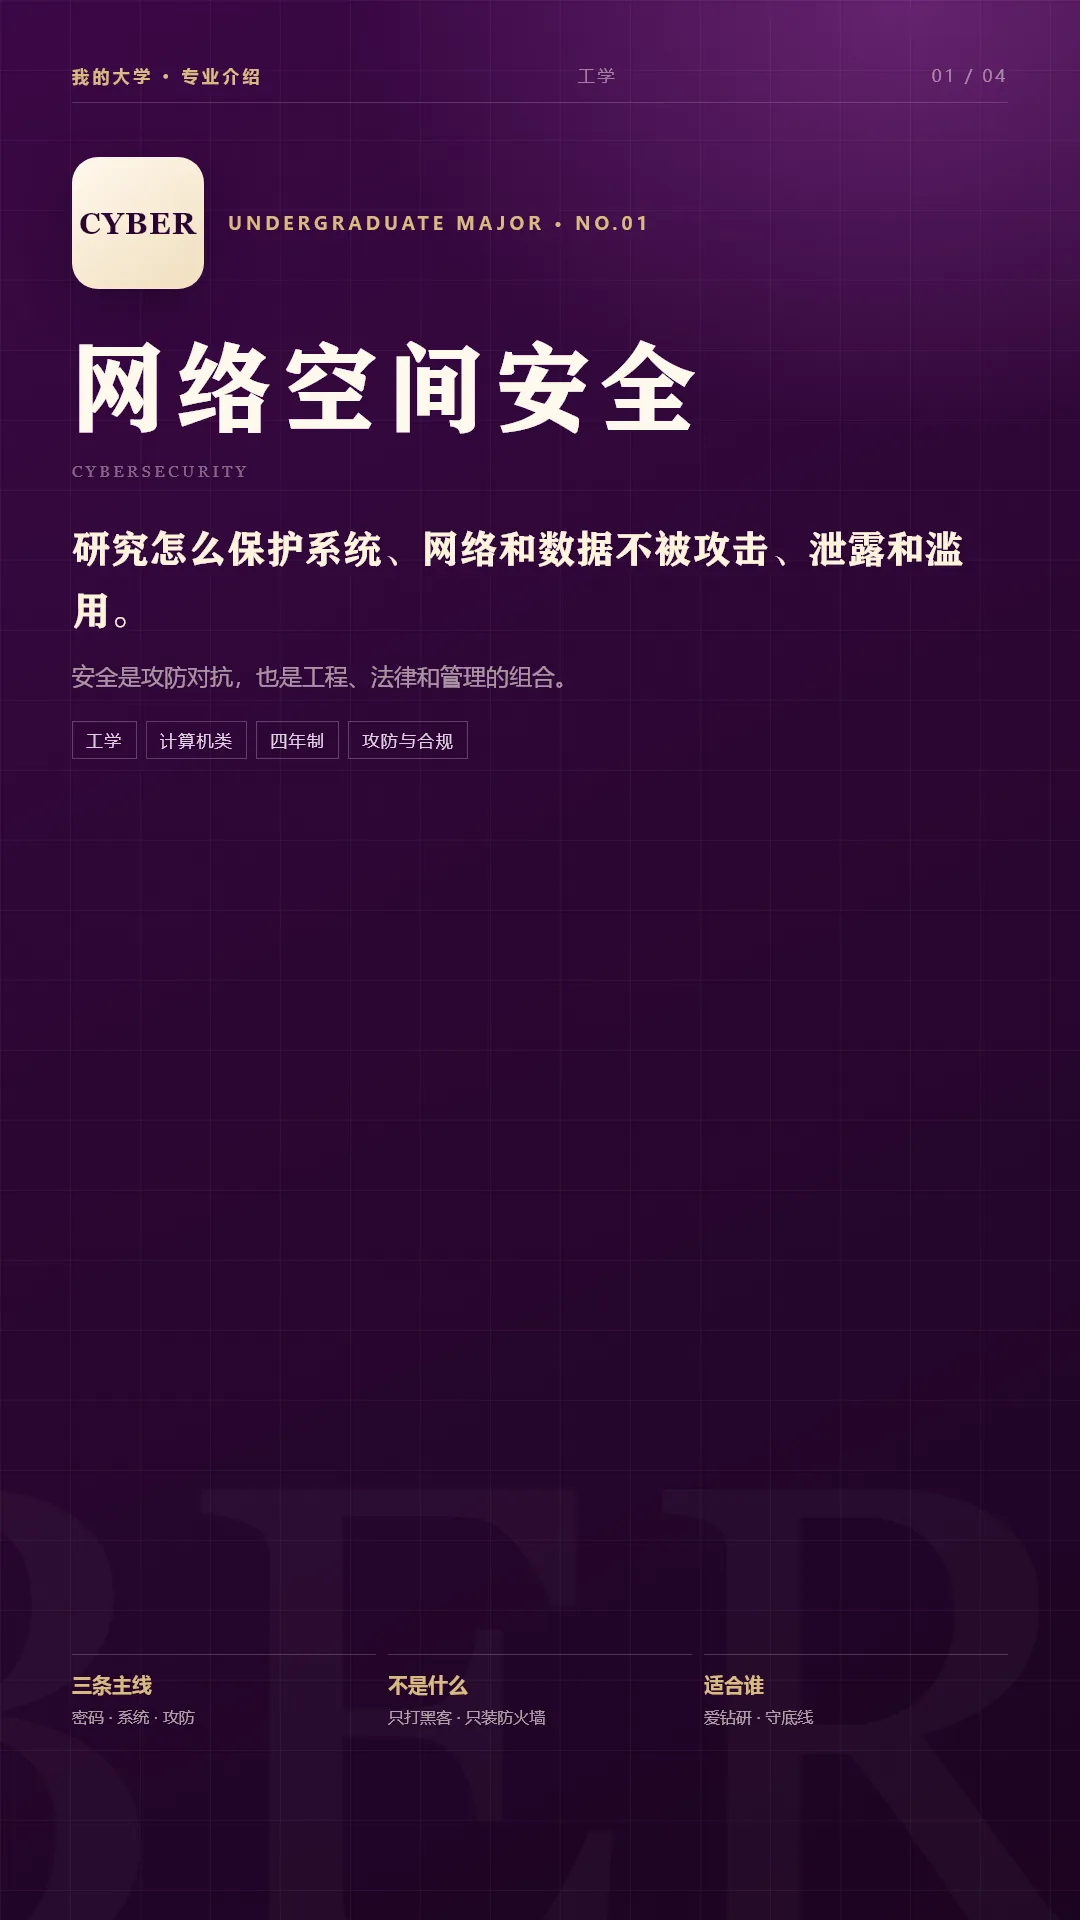 我的大学 • 专业介绍
工学
01 / 04
CYBER
UNDERGRADUATE MAJOR • NO.01
网络空间安全
CYBERSECURITY
研究怎么保护系统、网络和数据不被攻击、泄露和滥
用。
安全是攻防对抗，也是工程、法律和管理的组合。
工学
计算机类
四年制
攻防与合规
BER
三条主线
密码 · 系统 · 攻防
不是什么
只打黑客 · 只装防火墙
适合谁
爱钻研 · 守底线